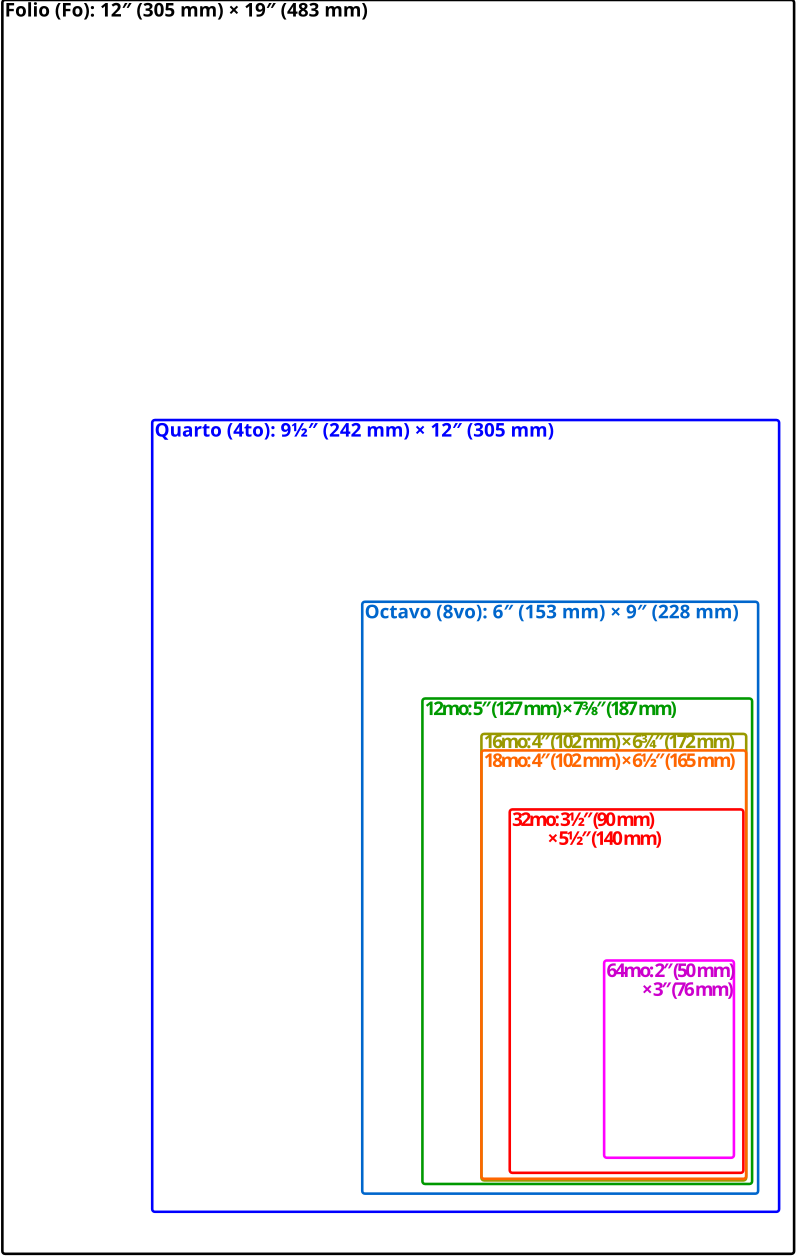 Folio (Fo): 12″ (305 mm) × 19″ (483 mm)
Quarto (4to): 9½″ (242 mm) × 12″ (305 mm)
Octavo (8vo): 6″ (153 mm) × 9″ (228 mm)
12mo: 5″ (127 mm) × 7⅜″ (187 mm)
16mo: 4″ (102 mm) × 6¾″ (172 mm)
18mo: 4″ (102 mm) × 6½″ (165 mm)
32mo: 3½″ (90 mm)
× 5½″ (140 mm)
64mo: 2″ (50 mm)
× 3″ (76 mm)